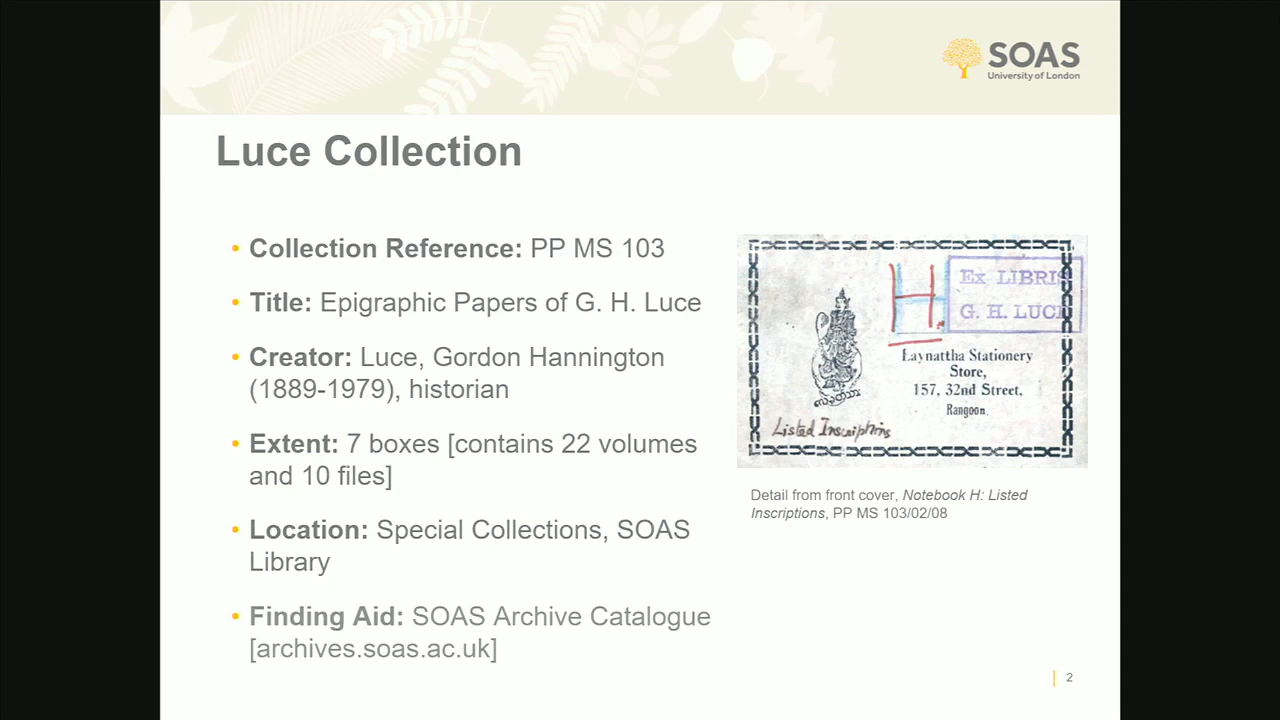 SOAS
University of London
Luce Collection
• Collection Reference: PP MS 103
• Title: Epigraphic Papers of G. H. Luce
• Creator: Luce, Gordon Hannington
(1889-1979), historian
• Extent: 7 boxes [contains 22 volumes
and 10 files]
• Location: Special Collections, SOAS
Library
• Finding Aid: SOAS Archive Catalogue
[archives.soas.ac.uk]
H.
EX LIBRIS
G. H. LUCE
Laynattha Stationery
Store,
157, 32nd Street,
Rangoon.
Listed Inscriptions
Detail from front cover, Notebook H: Listed
Inscriptions, PP MS 103/02/08
2